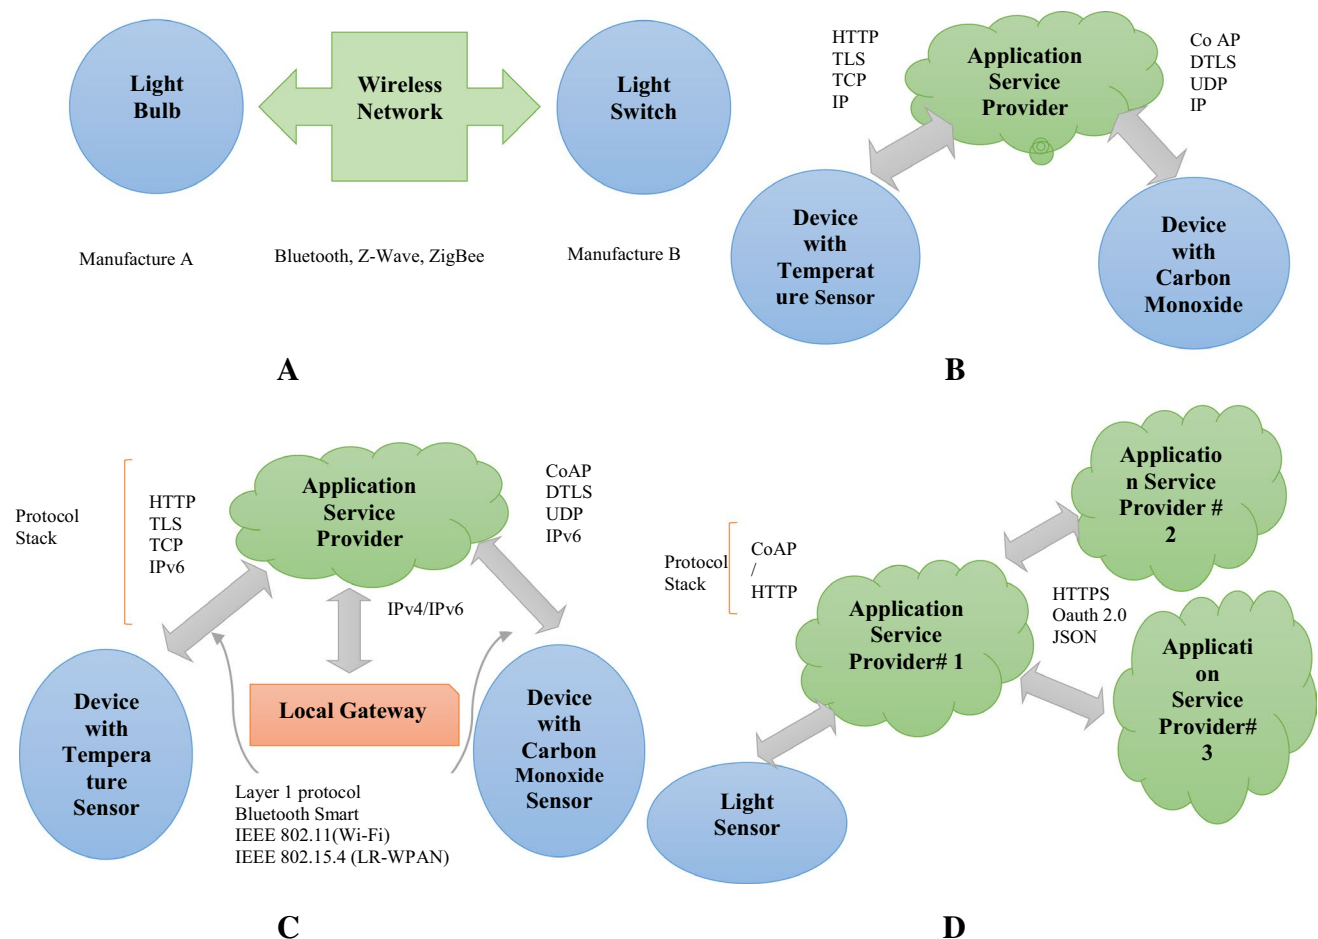 Light
Bulb
Wireless
Network
Light
Switch
Manufacture A
Bluetooth, Z-Wave, ZigBee
Manufacture B
A
HTTP
TLS
TCP
IP
Application
Service
Provider
Co AP
DTLS
UDP
IP
Device
with
Temperat
ure Sensor
Device
with
Carbon
Monoxide
B
Protocol
Stack
HTTP
TLS
TCP
IPv6
Application
Service
Provider
CoAP
DTLS
UDP
IPv6
IPv4/IPv6
Device
with
Tempera
ture
Sensor
Local Gateway
Device
with
Carbon
Monoxide
Sensor
Layer 1 protocol
Bluetooth Smart
IEEE 802.11(Wi-Fi)
IEEE 802.15.4 (LR-WPAN)
C
Protocol
Stack
CoAP
/
HTTP
Application
Service
Provider# 1
Applicatio
n Service
Provider #
2
HTTPS
Oauth 2.0
JSON
Applicati
on
Service
Provider#
3
Light
Sensor
D